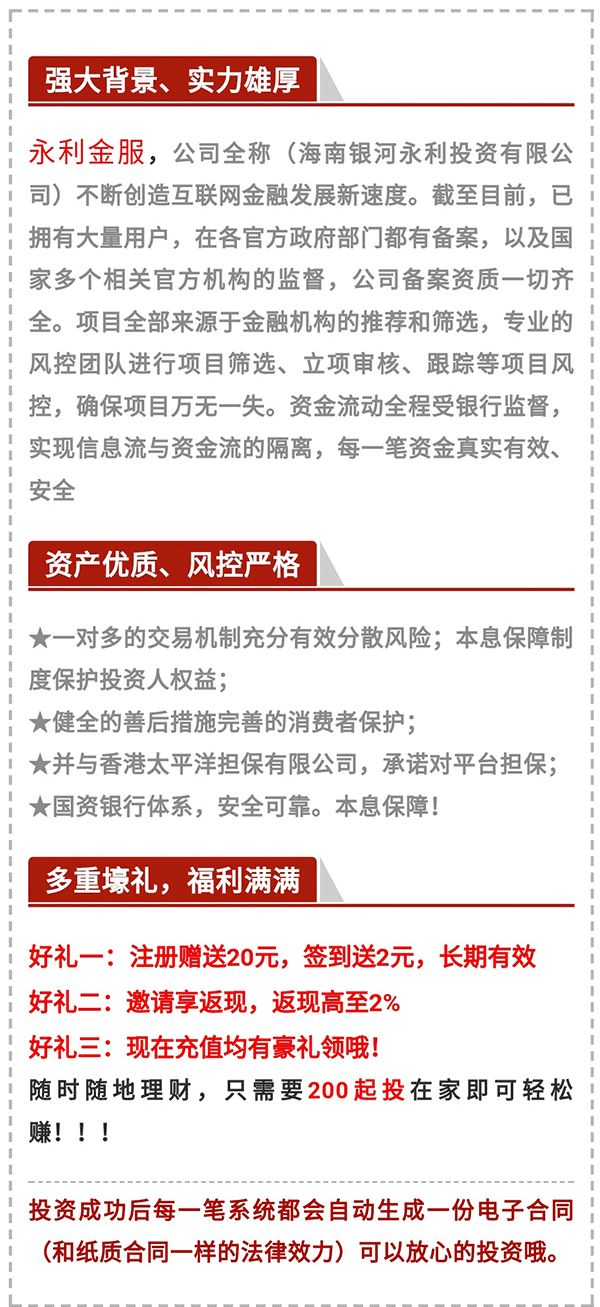 强大背景、实力雄厚
永利金服，公司全称（海南银河永利投资有限公
司）不断创造互联网金融发展新速度。截至目前，已
拥有大量用户，在各官方政府部门都有备案，以及国
家多个相关官方机构的监督，公司备案资质一切齐
全。项目全部来源于金融机构的推荐和筛选，专业的
风控团队进行项目筛选、立项审核、跟踪等项目风
控，确保项目万无一失。资金流动全程受银行监督，
实现信息流与资金流的隔离，每一笔资金真实有效、
安全
资产优质、风控严格
★一对多的交易机制充分有效分散风险；本息保障制
度保护投资人权益；
★健全的善后措施完善的消费者保护；
★并与香港太平洋担保有限公司，承诺对平台担保；
★国资银行体系，安全可靠。本息保障！
多重壕礼，福利满满
好礼一：注册赠送20元，签到送2元，长期有效
好礼二：邀请享返现，返现高至2%
好礼三：现在充值均有豪礼领哦！
随时随地理财，只需要200起投在家即可轻松
赚！！！
投资成功后每一笔系统都会自动生成一份电子合同
（和纸质合同一样的法律效力）可以放心的投资哦。